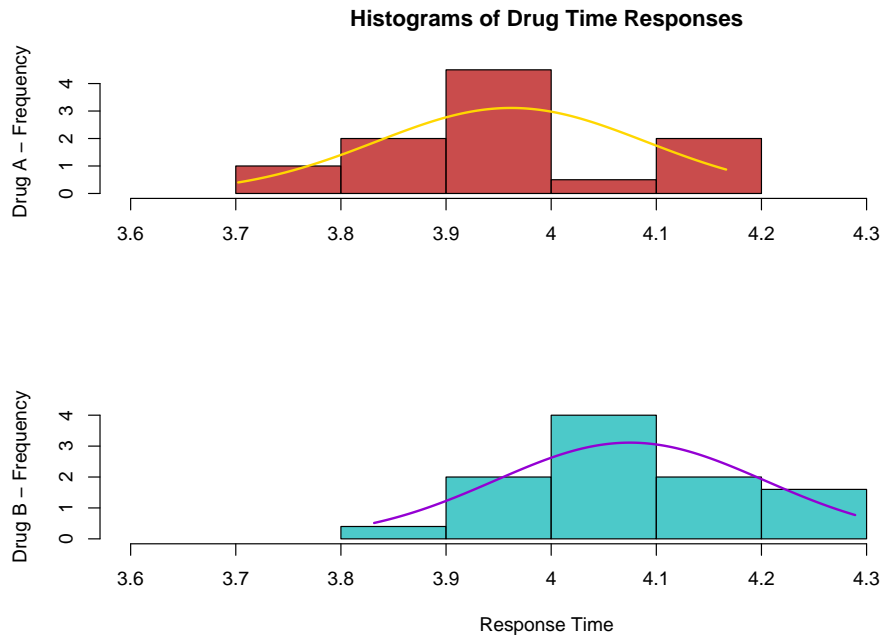 Histograms of Drug Time Responses
Drug A − Frequency
0 1 2 3 4
3.6 3.7 3.8 3.9 4 4.1 4.2 4.3
Drug B − Frequency
0 1 2 3 4
3.6 3.7 3.8 3.9 4 4.1 4.2 4.3
Response Time